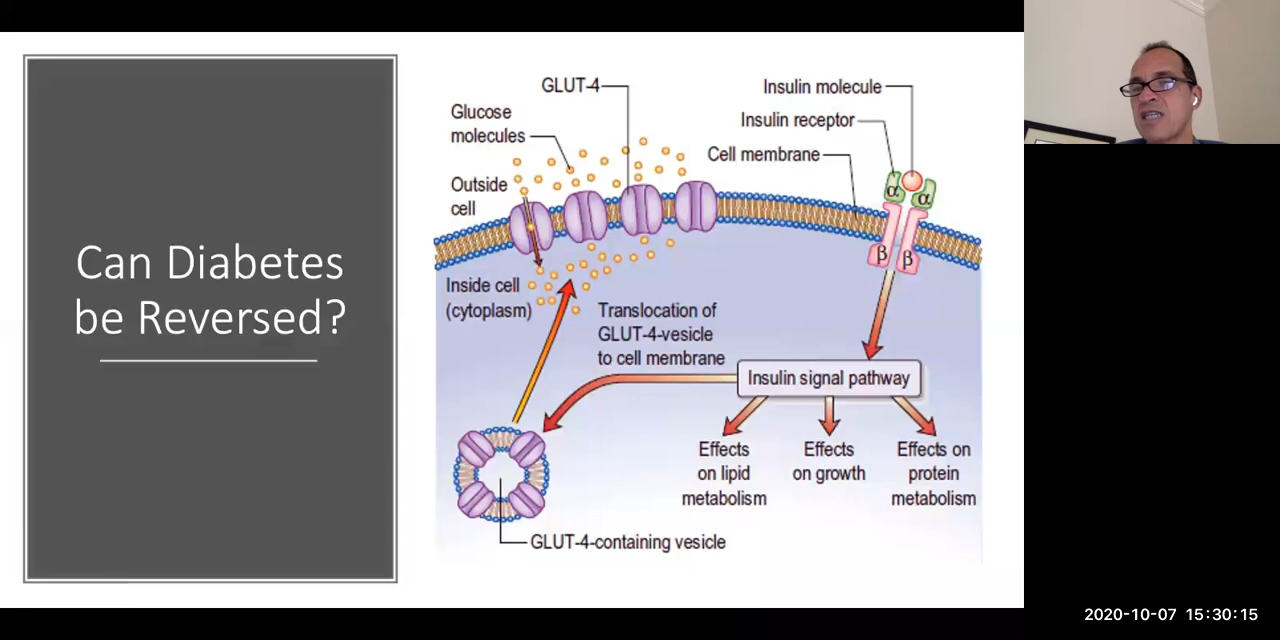 Can Diabetes
be Reversed?
GLUT-4
Glucose
molecules
Outside
cell
Inside cell
(cytoplasm)
Insulin molecule
Insulin receptor
Cell membrane
α
α
β
β
Translocation of
GLUT-4-vesicle
to cell membrane
Insulin signal pathway
Effects
on lipid
metabolism
Effects
on growth
Effects on
protein
metabolism
GLUT-4-containing vesicle
2020-10-07 15:30:15